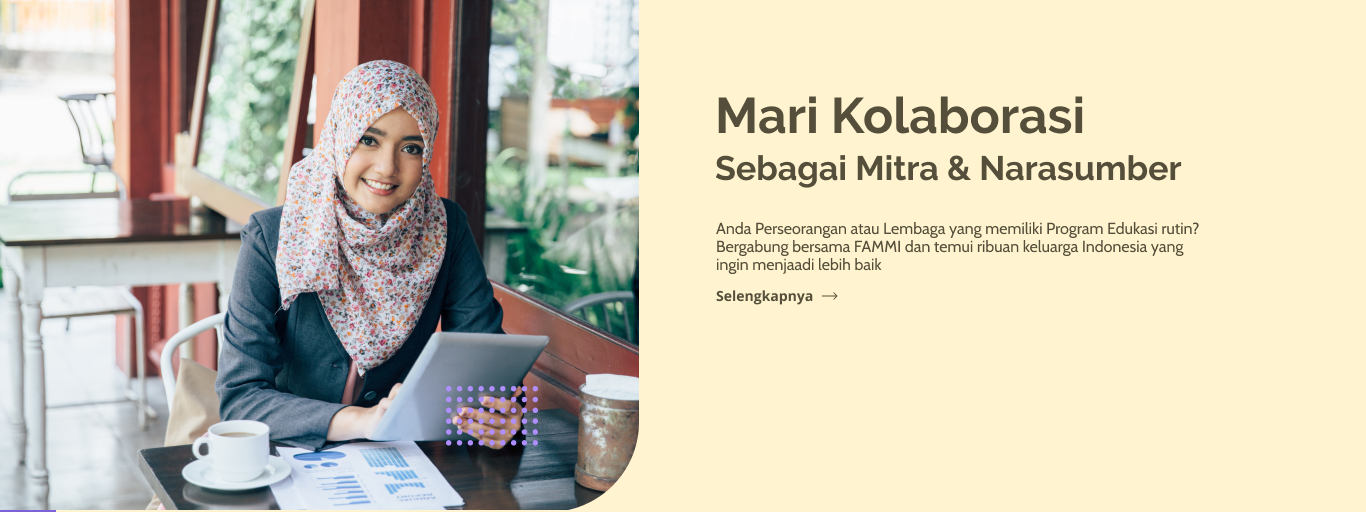 Mari Kolaborasi
Sebagai Mitra & Narasumber
Anda Perseorangan atau Lembaga yang memiliki Program Edukasi rutin?
Bergabung bersama FAMMI dan temui ribuan keluarga Indonesia yang
ingin menjaadi lebih baik
Selengkapnya →